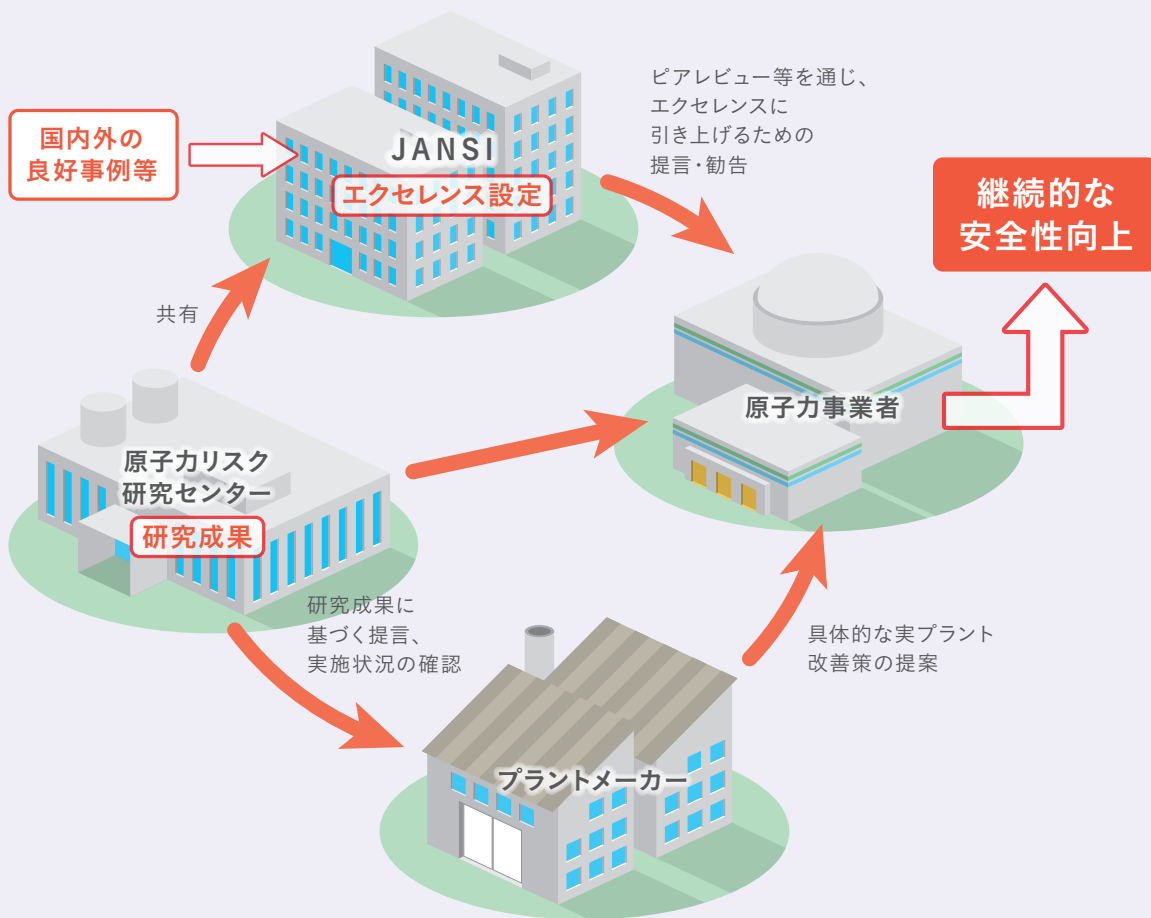 国内外の
良好事例等
JANSI
エクセレンス設定
ピアレビュー等を通じ、
エクセレンスに
引き上げるための
提言・勧告
継続的な
安全性向上
共有
原子力事業者
原子力リスク
研究センター
研究成果
研究成果に
基づく提言、
実施状況の確認
具体的な実プラント
改善策の提案
プラントメーカー